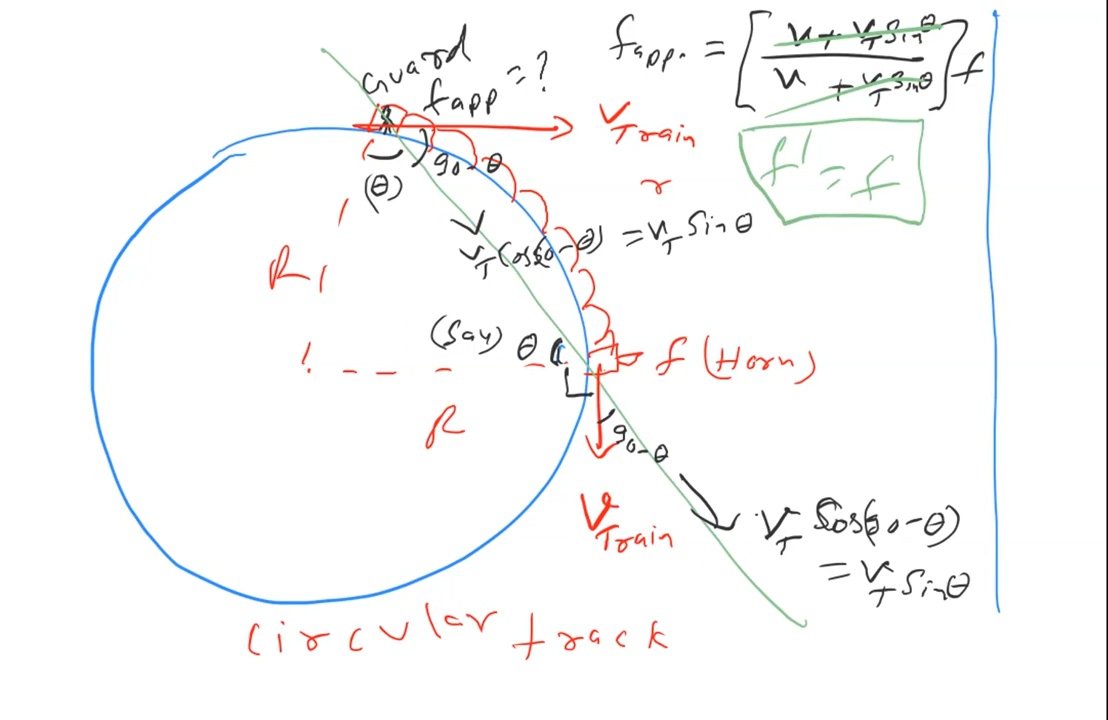 Guard
fapp = ?
fapp. = [ u + vT Sinθ / u + vT Sinθ ] f
VTrain
f' = f
(θ)
90-θ
r
vT Cos(90-θ) = vT Sinθ
R
(Say) θ
f (Horn)
R
90-θ
VTrain
VT Cos(90-θ)
= vT Sinθ
Circular track